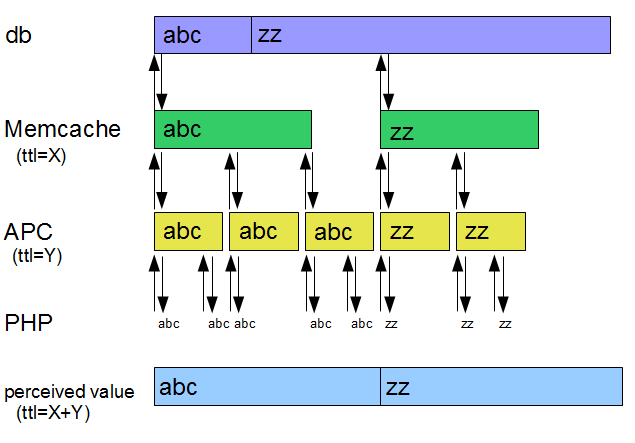 db
abc
zz
Memcache
(ttl=X)
abc
zz
APC
(ttl=Y)
abc
abc
abc
zz
zz
PHP
abc
abc
abc
abc
abc
zz
zz
zz
perceived value
(ttl=X+Y)
abc
zz